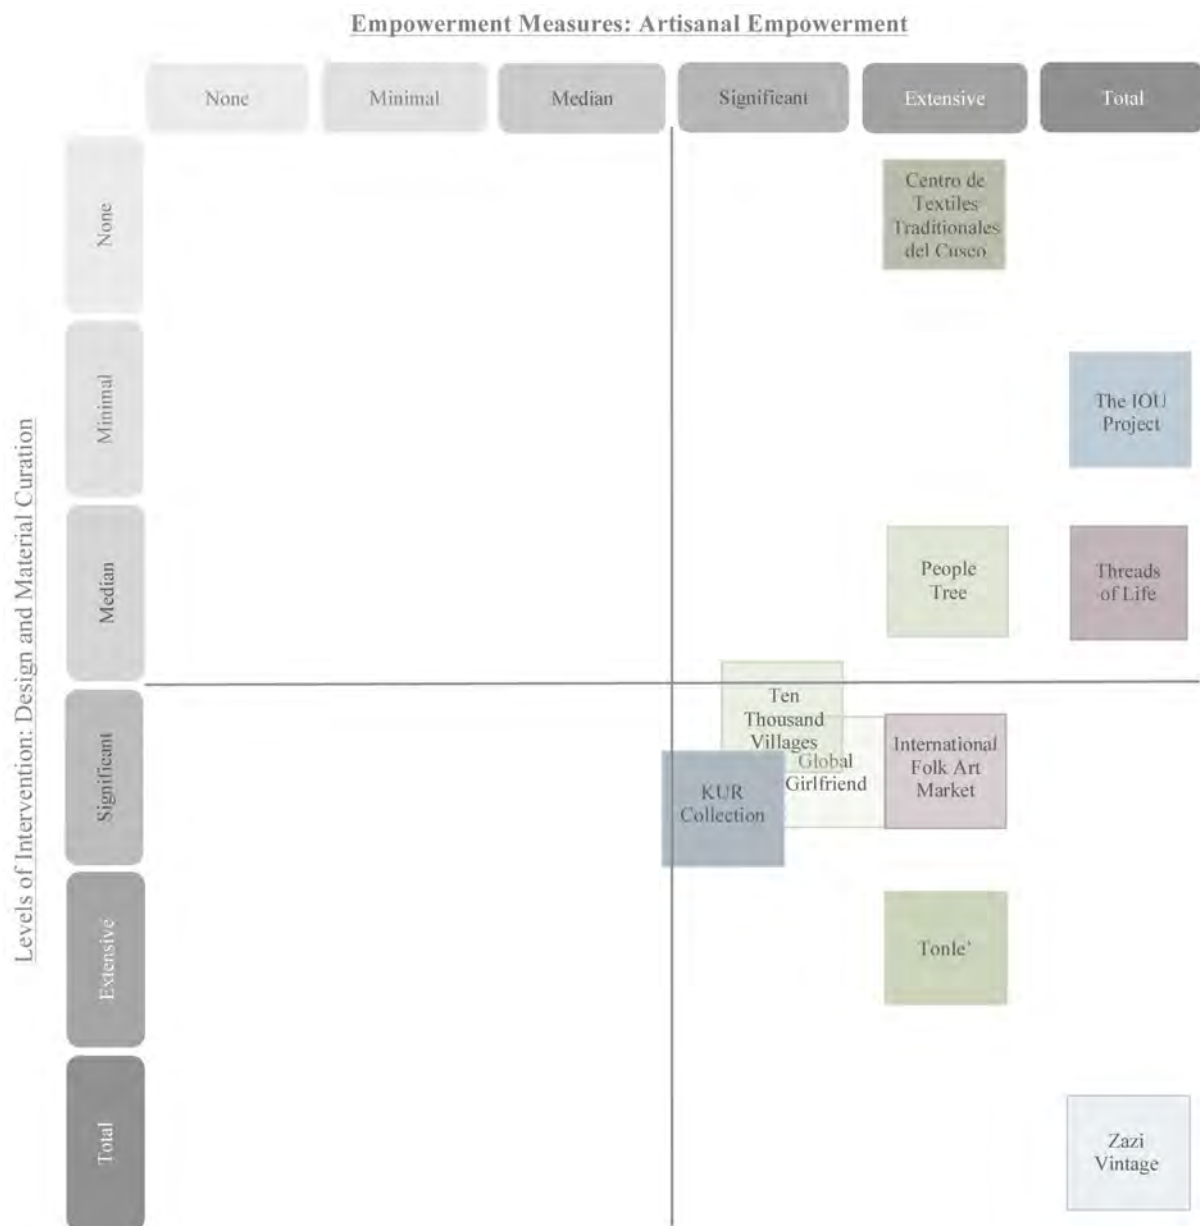 Empowerment Measures: Artisanal Empowerment
None
Minimal
Median
Significant
Extensive
Total
Levels of Intervention: Design and Material Curation
None
Minimal
Median
Significant
Extensive
Total
Centro de
Textiles
Traditionales
del Cusco
The IOU
Project
People
Tree
Threads
of Life
Ten
Thousand
Villages
Global
Girlfriend
KUR
Collection
International
Folk Art
Market
Tonle’
Zazi
Vintage